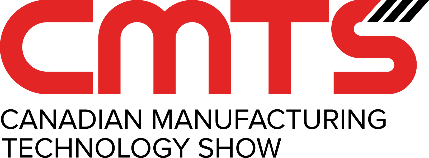 CMTS
CANADIAN MANUFACTURING
TECHNOLOGY SHOW